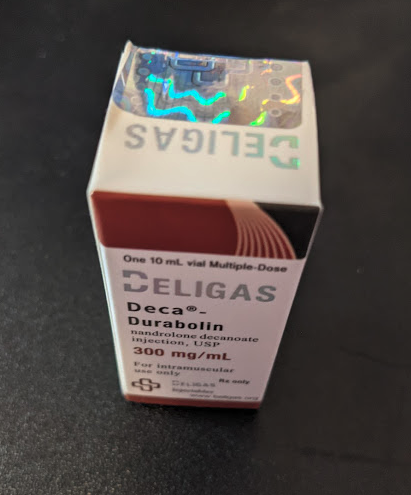 DELIGAS
One 10 mL vial Multiple-Dose
DELIGAS
Deca®-
Durabolin
nandrolone decanoate
injection, USP
300 mg/mL
For intramuscular
use only
Rx only
DELIGAS